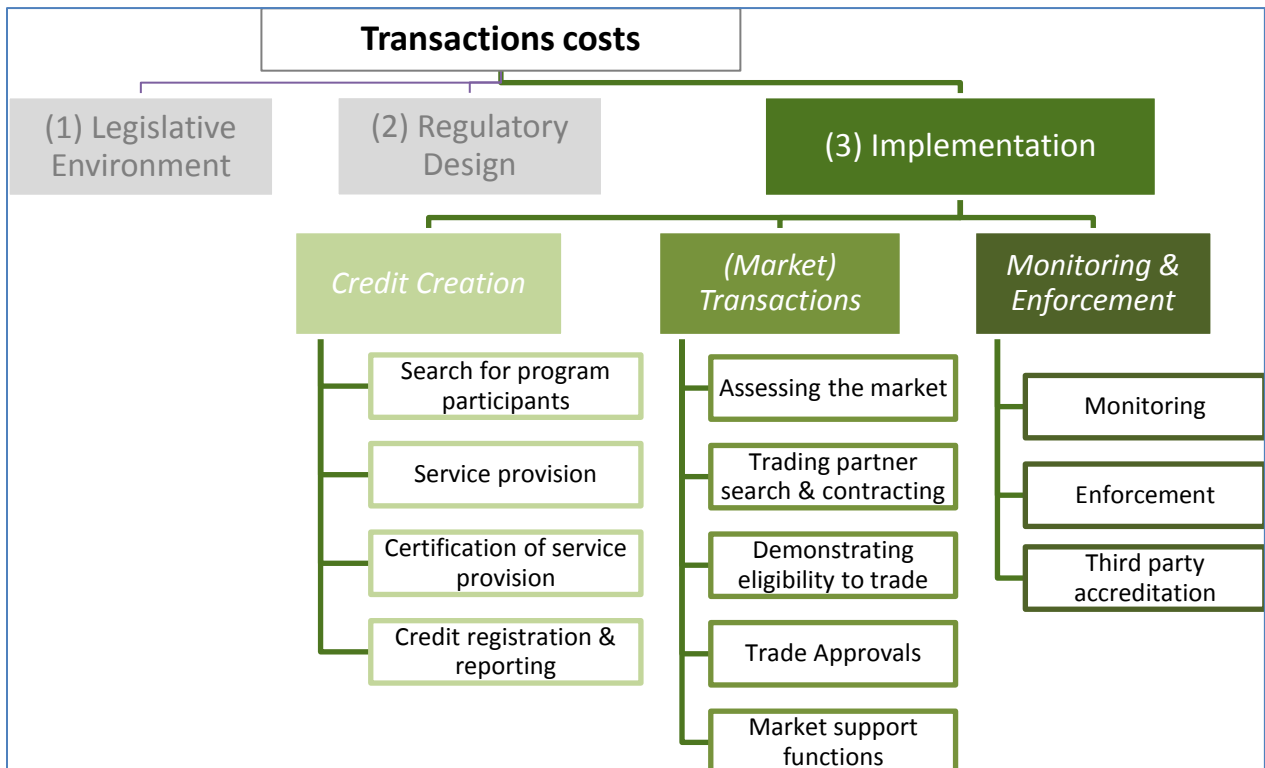 Transactions costs
(1) Legislative
Environment
(2) Regulatory
Design
(3) Implementation
Credit Creation
Search for program
participants
Service provision
Certification of service
provision
Credit registration &
reporting
(Market)
Transactions
Assessing the market
Trading partner
search & contracting
Demonstrating
eligibility to trade
Trade Approvals
Market support
functions
Monitoring &
Enforcement
Monitoring
Enforcement
Third party
accreditation